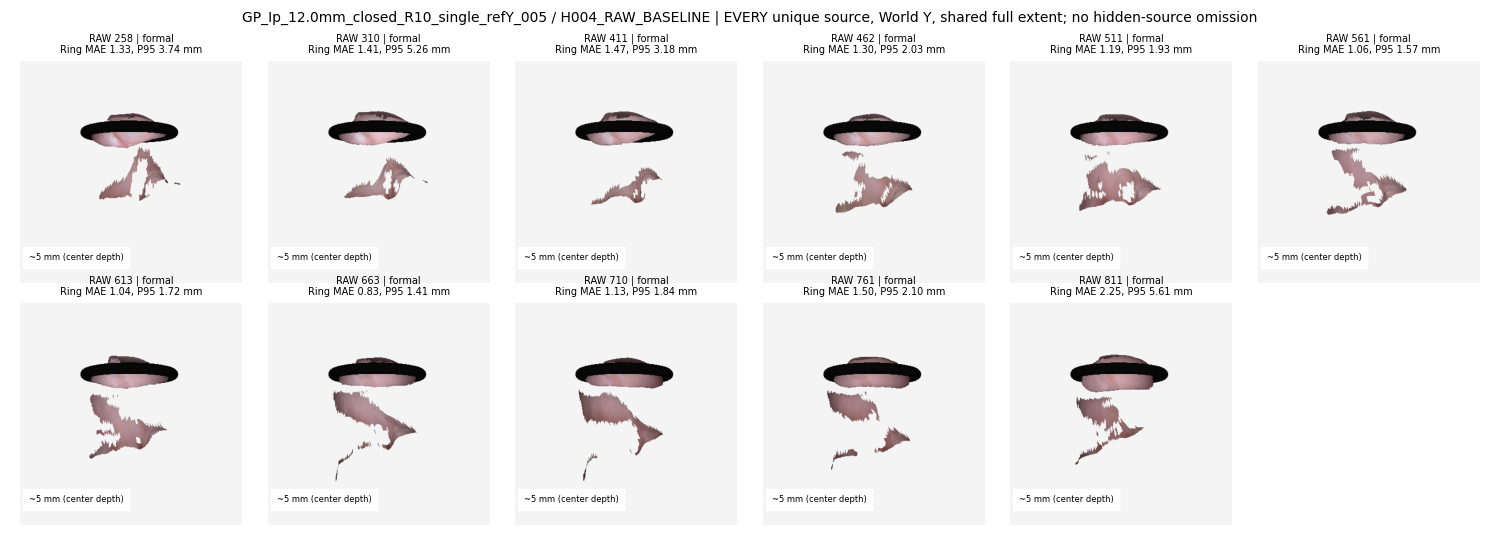 GP_Ip_12.0mm_closed_R10_single_refY_005 / H004_RAW_BASELINE | EVERY unique source, World Y, shared full extent; no hidden-source omission
RAW 258 | formal
Ring MAE 1.33, P95 3.74 mm
RAW 310 | formal
Ring MAE 1.41, P95 5.26 mm
RAW 411 | formal
Ring MAE 1.47, P95 3.18 mm
RAW 462 | formal
Ring MAE 1.30, P95 2.03 mm
RAW 511 | formal
Ring MAE 1.19, P95 1.93 mm
RAW 561 | formal
Ring MAE 1.06, P95 1.57 mm
~5 mm (center depth)
~5 mm (center depth)
~5 mm (center depth)
~5 mm (center depth)
~5 mm (center depth)
~5 mm (center depth)
RAW 613 | formal
Ring MAE 1.04, P95 1.72 mm
RAW 663 | formal
Ring MAE 0.83, P95 1.41 mm
RAW 710 | formal
Ring MAE 1.13, P95 1.84 mm
RAW 761 | formal
Ring MAE 1.50, P95 2.10 mm
RAW 811 | formal
Ring MAE 2.25, P95 5.61 mm
~5 mm (center depth)
~5 mm (center depth)
~5 mm (center depth)
~5 mm (center depth)
~5 mm (center depth)